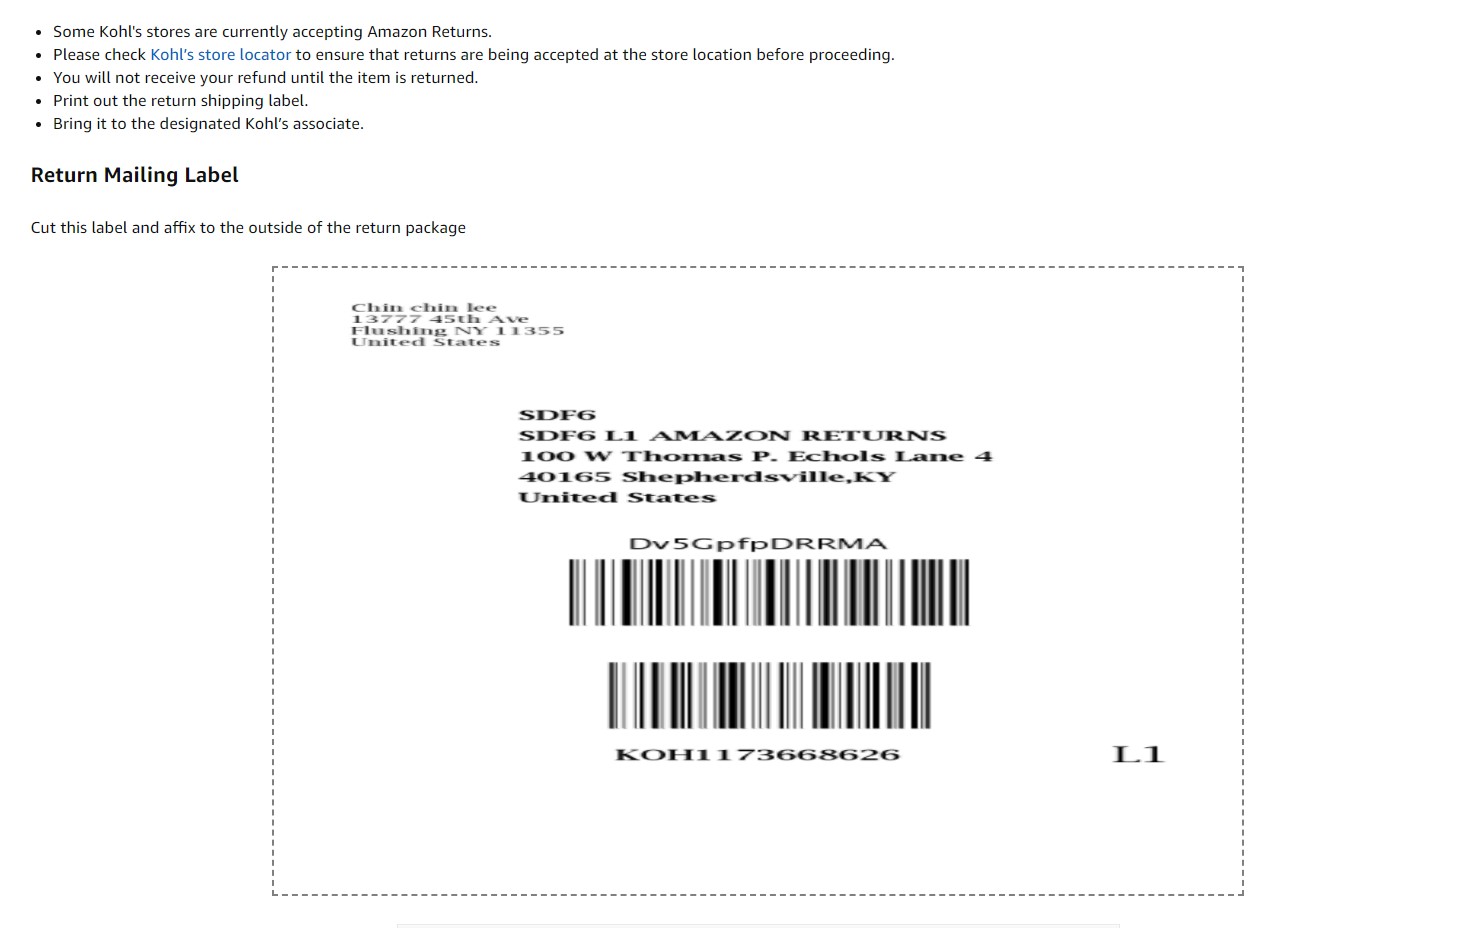 Some Kohl's stores are currently accepting Amazon Returns.
Please check Kohl’s store locator to ensure that returns are being accepted at the store location before proceeding.
You will not receive your refund until the item is returned.
Print out the return shipping label.
Bring it to the designated Kohl’s associate.
Return Mailing Label
Cut this label and affix to the outside of the return package
Chin chin lee
13777 45th Ave
Flushing NY 11355
United States
SDF6
SDF6 L1 AMAZON RETURNS
100 W Thomas P. Echols Lane 4
40165 Shepherdsville,KY
United States
Dv5GpfpDRRMA
KOH1173668626
L1